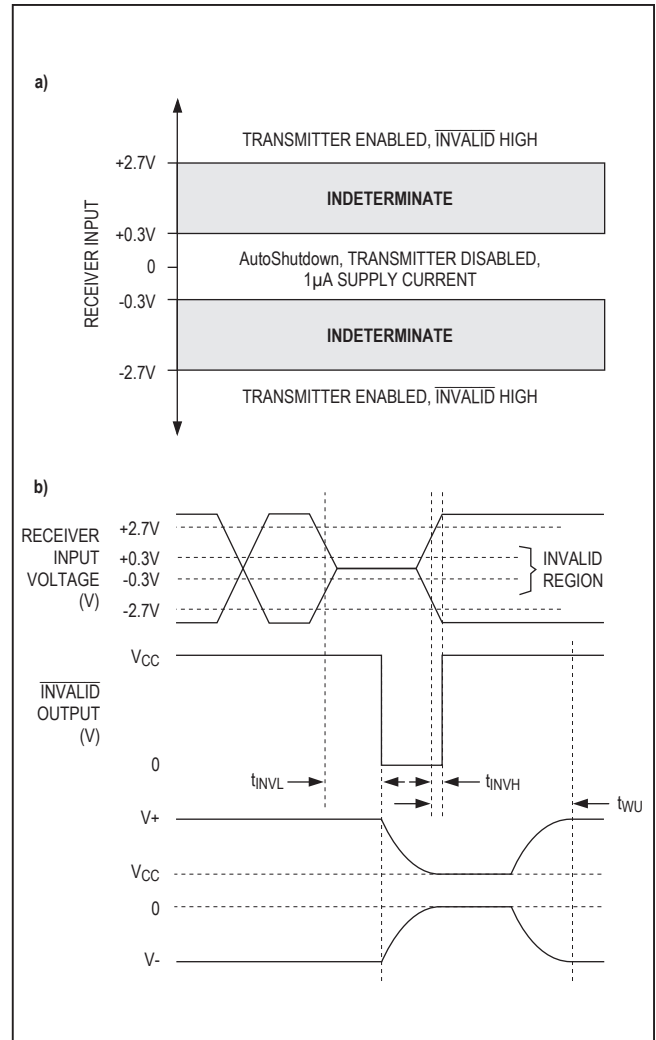 a)
TRANSMITTER ENABLED, INVALID HIGH
+2.7V
INDETERMINATE
+0.3V
RECEIVER INPUT
0
AutoShutdown, TRANSMITTER DISABLED,
1µA SUPPLY CURRENT
-0.3V
INDETERMINATE
-2.7V
TRANSMITTER ENABLED, INVALID HIGH
b)
RECEIVER
INPUT
VOLTAGE
(V)
+2.7V
+0.3V
-0.3V
-2.7V
INVALID
REGION
VCC
INVALID
OUTPUT
(V)
0
tINVL
tINVH
tWU
V+
VCC
0
V-